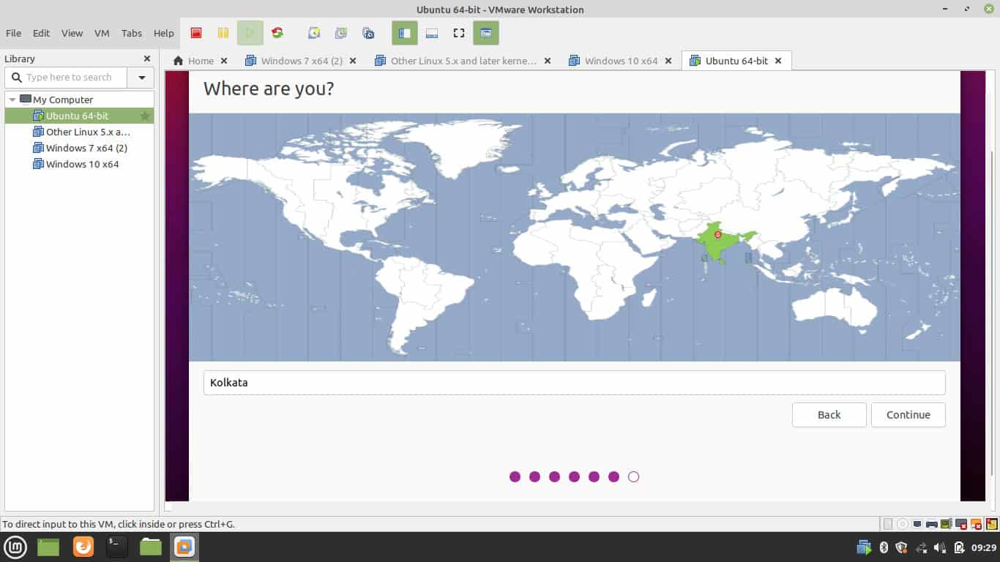 Ubuntu 64-bit - VMware Workstation
File Edit View VM Tabs Help
Library
Type here to search
My Computer
Ubuntu 64-bit
Other Linux 5.x a...
Windows 7 x64 (2)
Windows 10 x64
Home
Windows 7 x64 (2)
Other Linux 5.x and later kerne...
Windows 10 x64
Ubuntu 64-bit
Where are you?
Kolkata
Back
Continue
To direct input to this VM, click inside or press Ctrl+G.
09:29